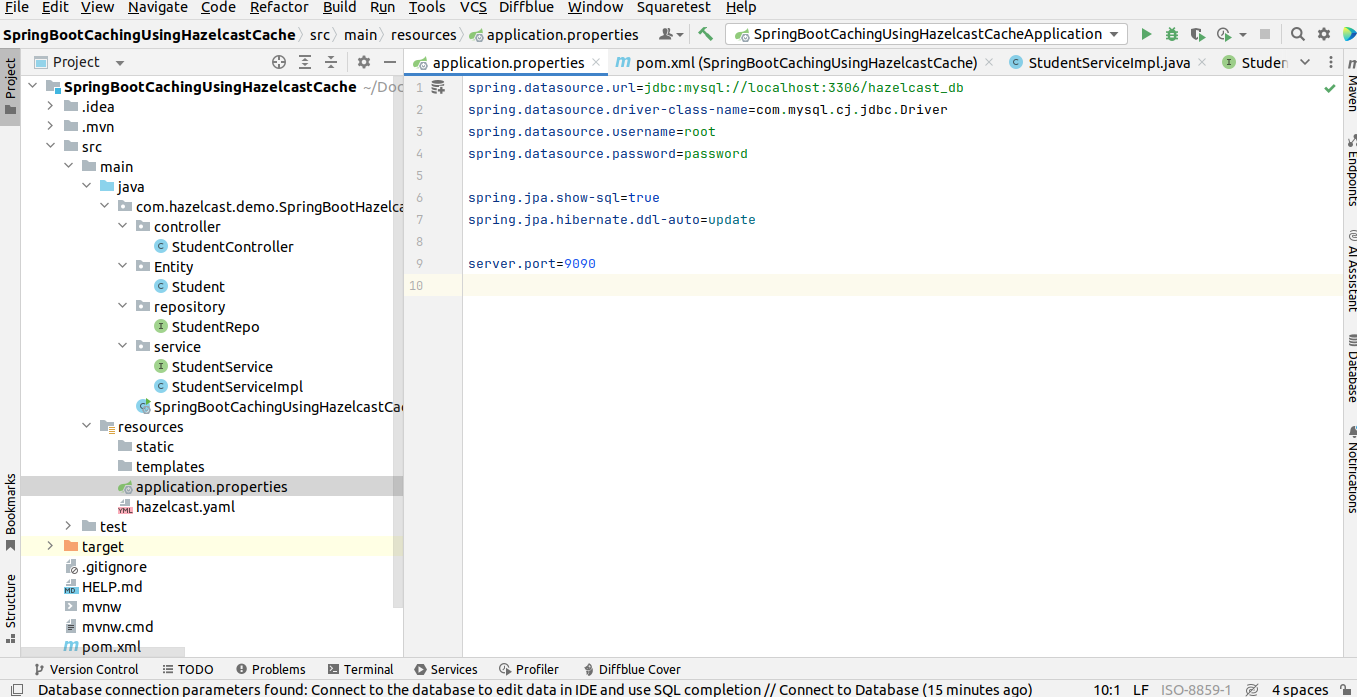 File Edit View Navigate Code Refactor Build Run Tools VCS Diffblue Window Squaretest Help
SpringBootCachingUsingHazelcastCache src main resources application.properties SpringBootCachingUsingHazelcastCacheApplication
Project
Project
application.properties
pom.xml (SpringBootCachingUsingHazelcastCache)
StudentServiceImpl.java
Studen
SpringBootCachingUsingHazelcastCache ~/Doc
.idea
.mvn
src
main
java
com.hazelcast.demo.SpringBootHazelca
controller
StudentController
Entity
Student
repository
StudentRepo
service
StudentService
StudentServiceImpl
SpringBootCachingUsingHazelcastCa
resources
static
templates
application.properties
hazelcast.yaml
test
target
.gitignore
HELP.md
mvnw
mvnw.cmd
pom.xml
Bookmarks
Structure
1 spring.datasource.url=jdbc:mysql://localhost:3306/hazelcast_db
2 spring.datasource.driver-class-name=com.mysql.cj.jdbc.Driver
3 spring.datasource.username=root
4 spring.datasource.password=password
5
6 spring.jpa.show-sql=true
7 spring.jpa.hibernate.ddl-auto=update
8
9 server.port=9090
10
Maven
Endpoints
AI Assistant
Database
Notifications
Version Control TODO Problems Terminal Services Profiler Diffblue Cover
Database connection parameters found: Connect to the database to edit data in IDE and use SQL completion // Connect to Database (15 minutes ago) 10:1 LF ISO-8859-1 4 spaces